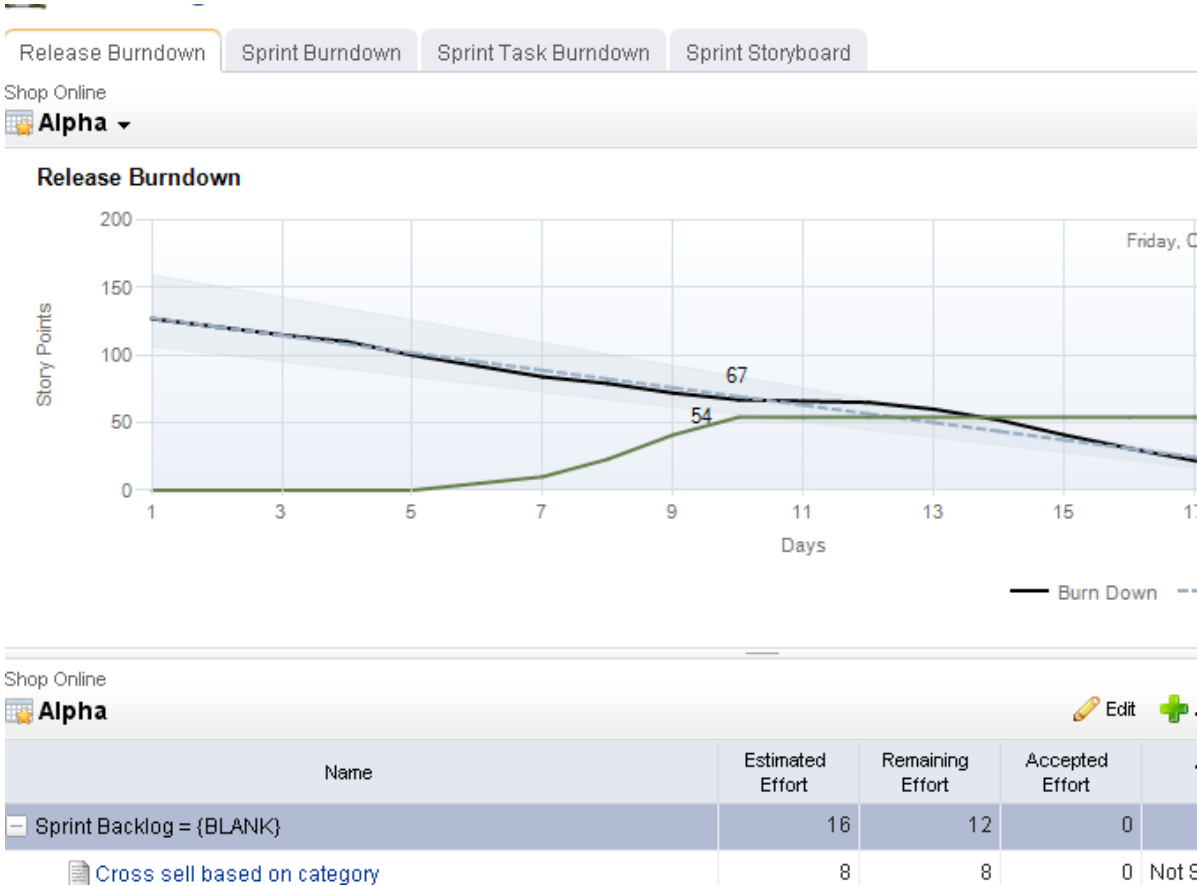 Release Burndown Sprint Burndown Sprint Task Burndown Sprint Storyboard
Shop Online
Alpha
Release Burndown
200
Friday,
150
100
50
0
Story Points
67
54
1 3 5 7 9 11 13 15
Days
Burn Down
Shop Online
Alpha
Edit
Name Estimated Effort Remaining Effort Accepted Effort
Sprint Backlog = {BLANK} 16 12 0
Cross sell based on category 8 8 0 Not